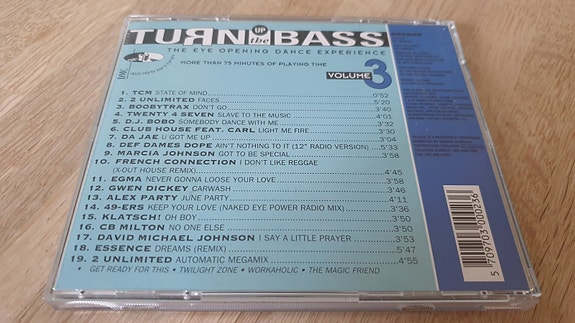 TURN UP the BASS
THE EYE OPENING DANCE EXPERIENCE
MORE THAN 75 MINUTES OF PLAYING TIME
VOLUME 3
1. TCM STATE OF MIND 0'52
2. 2 UNLIMITED FACES 5'20
3. BOOBYTRAX DON'T GO 3'40
4. TWENTY 4 SEVEN SLAVE TO THE MUSIC 4'01
5. D.J. BOBO SOMEBODY DANCE WITH ME 3'32
6. CLUB HOUSE FEAT. CARL LIGHT ME FIRE 3'30
7. DA JAE U GOT ME UP 3'04
8. DEF DAMES DOPE AIN'T NOTHING TO IT (12" RADIO VERSION) 5'33
9. MARCIA JOHNSON GOT TO BE SPECIAL 3'58
10. FRENCH CONNECTION I DON'T LIKE REGGAE
(X-OUT HOUSE REMIX) 4'45
11. EGMA NEVER GONNA LOOSE YOUR LOVE 3'58
12. GWEN DICKEY CARWASH 3'46
13. ALEX PARTY JUNE PARTY 4'11
14. 49-ERS KEEP YOUR LOVE (NAKED EYE POWER RADIO MIX) 3'36
15. KLATSCH! OH BOY 3'50
16. CB MILTON NO ONE ELSE 3'50
17. DAVID MICHAEL JOHNSON I SAY A LITTLE PRAYER 3'53
18. ESSENCE DREAMS (REMIX) 5'47
19. 2 UNLIMITED AUTOMATIC MEGAMIX 4'55
• GET READY FOR THIS • TWILIGHT ZONE • WORKAHOLIC • THE MAGIC FRIEND
5 709703 000936